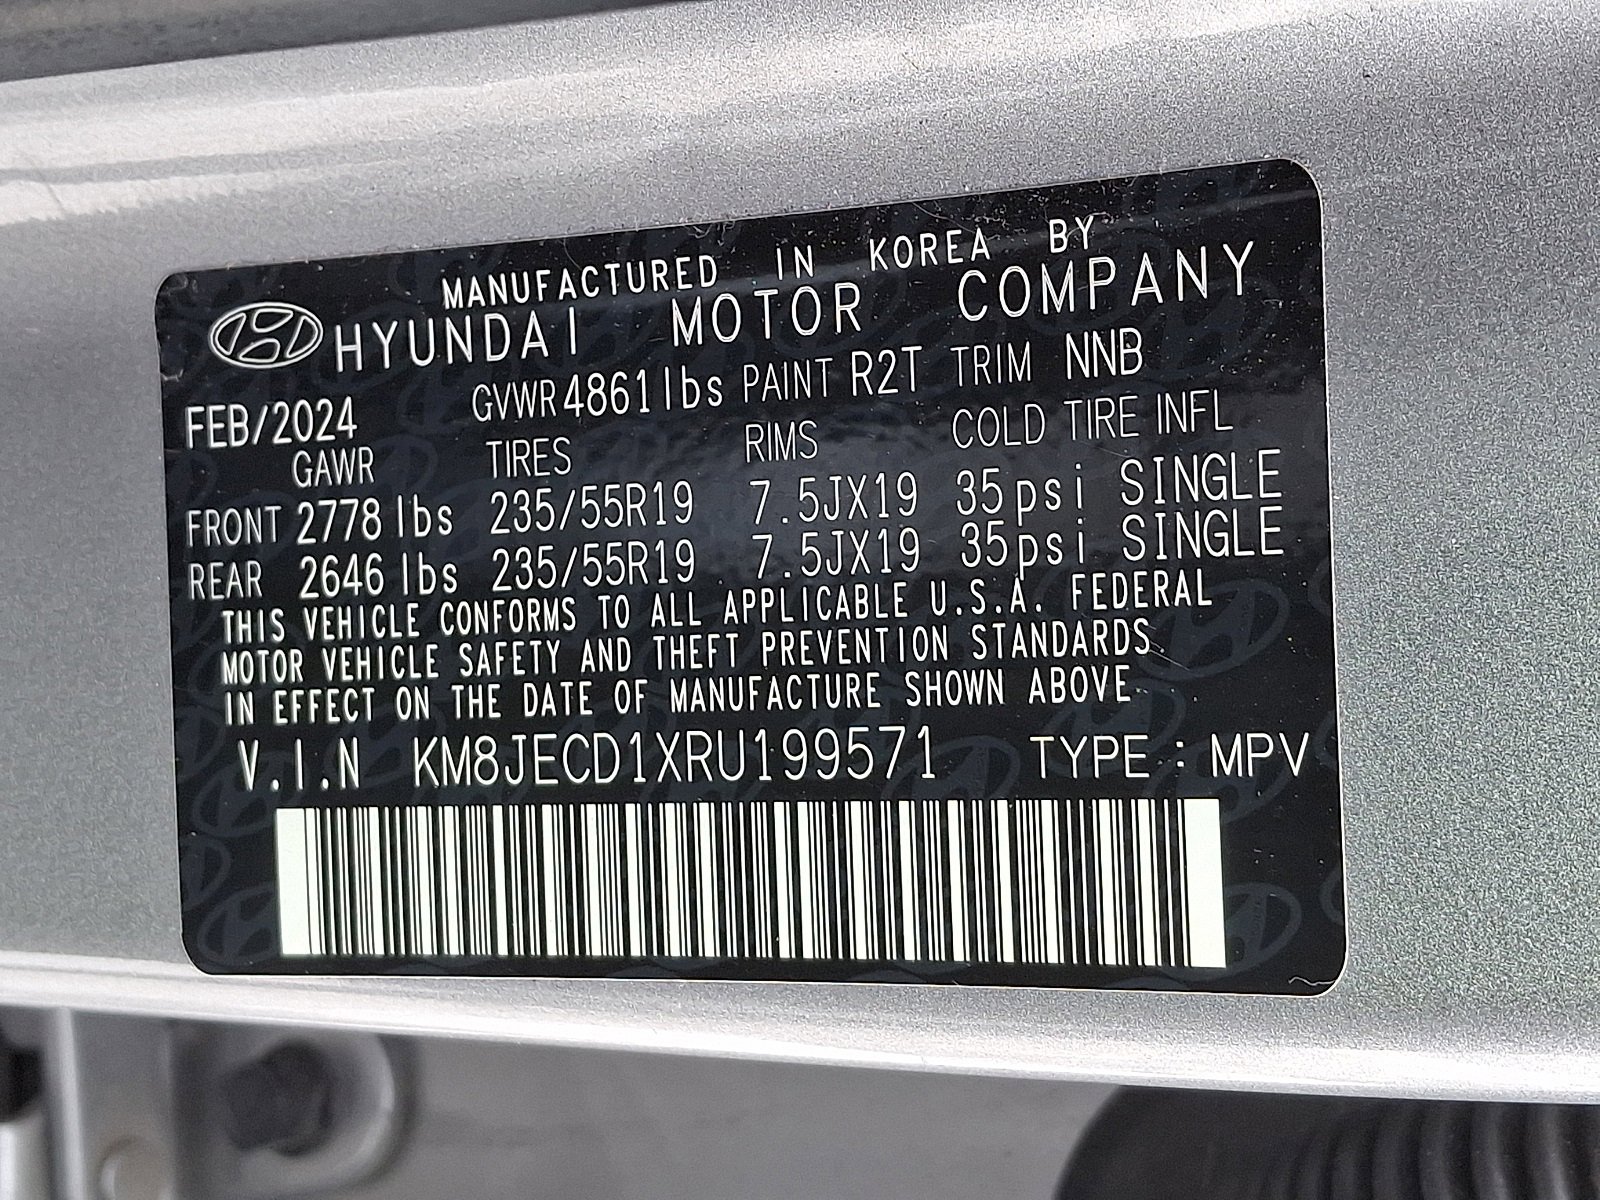 MANUFACTURED IN KOREA BY
HYUNDAI MOTOR COMPANY
FEB/2024 GVWR 4861lbs PAINT R2T TRIM NNB
GAWR TIRES RIMS COLD TIRE INFL
FRONT 2778 lbs 235/55R19 7.5JX19 35psi SINGLE
REAR 2646 lbs 235/55R19 7.5JX19 35psi SINGLE
THIS VEHICLE CONFORMS TO ALL APPLICABLE U.S.A. FEDERAL
MOTOR VEHICLE SAFETY AND THEFT PREVENTION STANDARDS
IN EFFECT ON THE DATE OF MANUFACTURE SHOWN ABOVE.
V.I.N KM8JECD1XRU199571 TYPE : MPV